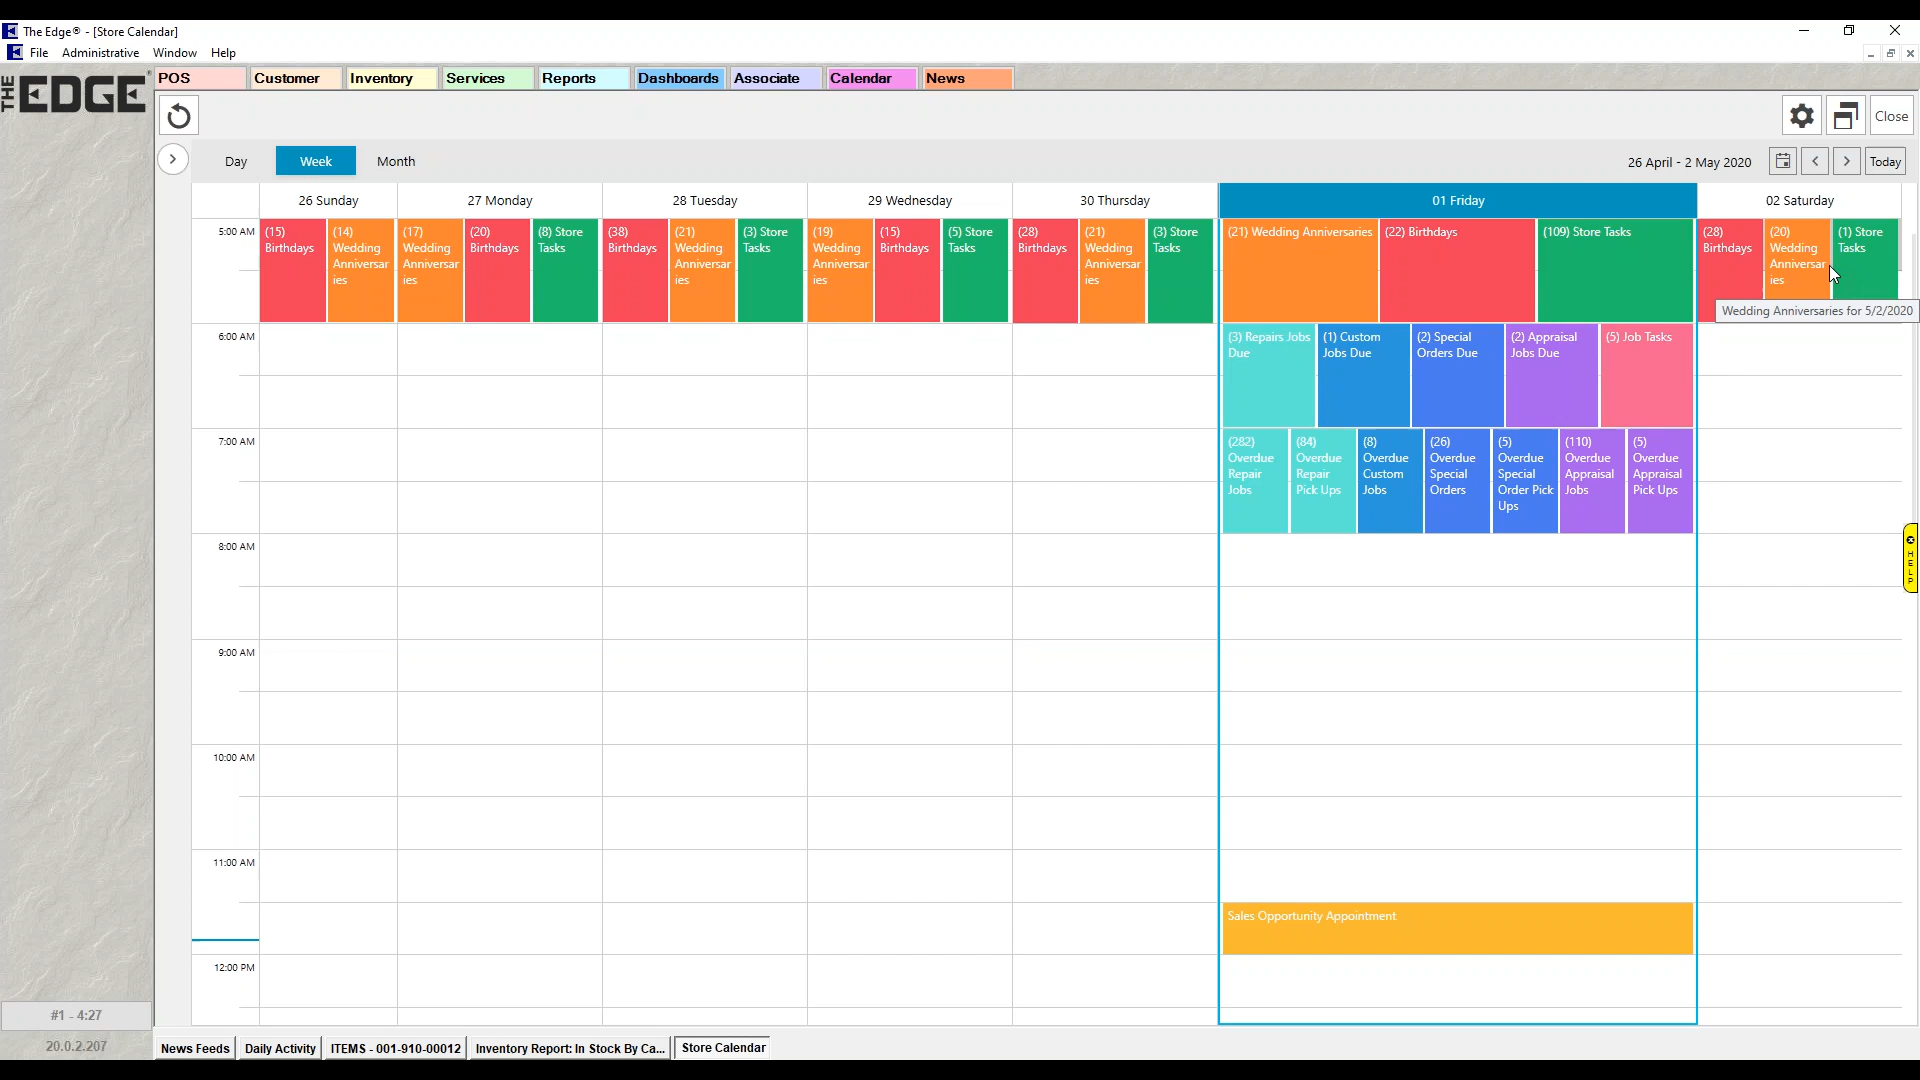 The Edge® - [Store Calendar]
File Administrative Window Help
THE EDGE®
POS Customer Inventory Services Reports Dashboards Associate Calendar News
Close
Day Week Month
26 April - 2 May 2020
Today
26 Sunday 27 Monday 28 Tuesday 29 Wednesday 30 Thursday 01 Friday 02 Saturday
5:00 AM
(15)
Birthdays
(14)
Wedding
Anniversar
ies
(17)
Wedding
Anniversar
ies
(20)
Birthdays
(8) Store
Tasks
(38)
Birthdays
(21)
Wedding
Anniversar
ies
(3) Store
Tasks
(19)
Wedding
Anniversar
ies
(15)
Birthdays
(5) Store
Tasks
(28)
Birthdays
(21)
Wedding
Anniversar
ies
(3) Store
Tasks
(21) Wedding Anniversaries
(22) Birthdays
(109) Store Tasks
(28)
Birthdays
(20)
Wedding
Anniversar
ies
(1) Store
Tasks
Wedding Anniversaries for 5/2/2020
6:00 AM
(3) Repairs Jobs
Due
(1) Custom
Jobs Due
(2) Special
Orders Due
(2) Appraisal
Jobs Due
(5) Job Tasks
7:00 AM
(282)
Overdue
Repair
Jobs
(84)
Overdue
Repair
Pick Ups
(8)
Overdue
Custom
Jobs
(26)
Overdue
Special
Orders
(5)
Overdue
Special
Order Pick
Ups
(110)
Overdue
Appraisal
Jobs
(5)
Overdue
Appraisal
Pick Ups
8:00 AM
HELP
9:00 AM
10:00 AM
11:00 AM
Sales Opportunity Appointment
12:00 PM
#1 - 4:27
20.0.2.207
News Feeds Daily Activity ITEMS - 001-910-00012 Inventory Report: In Stock By Ca... Store Calendar